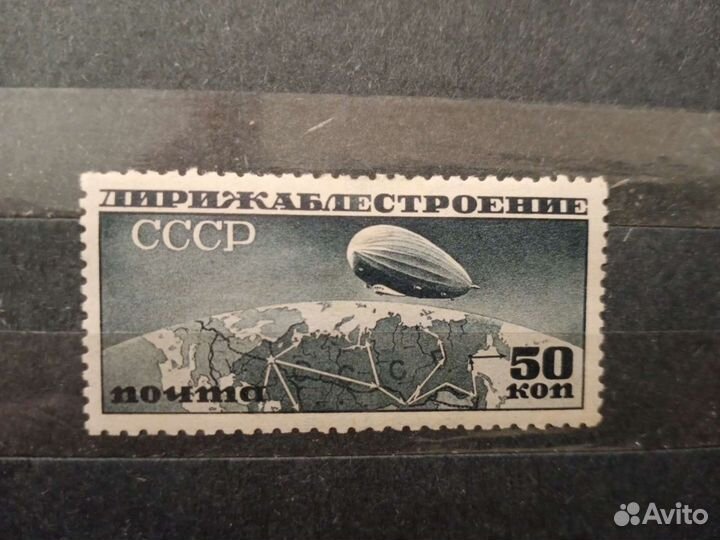 ДИРИЖАБЛЕСТРОЕНИЕ
СССР
С С С
почта
50
коп
Avito